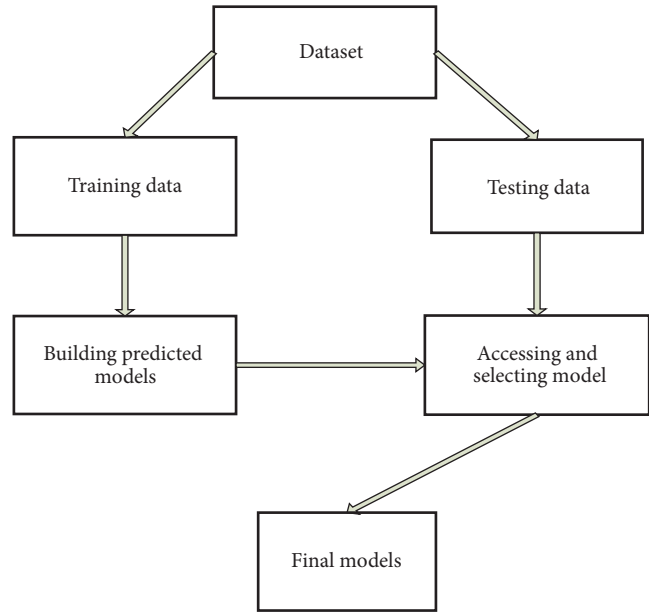 Dataset
Training data
Testing data
Building predicted
models
Accessing and
selecting model
Final models